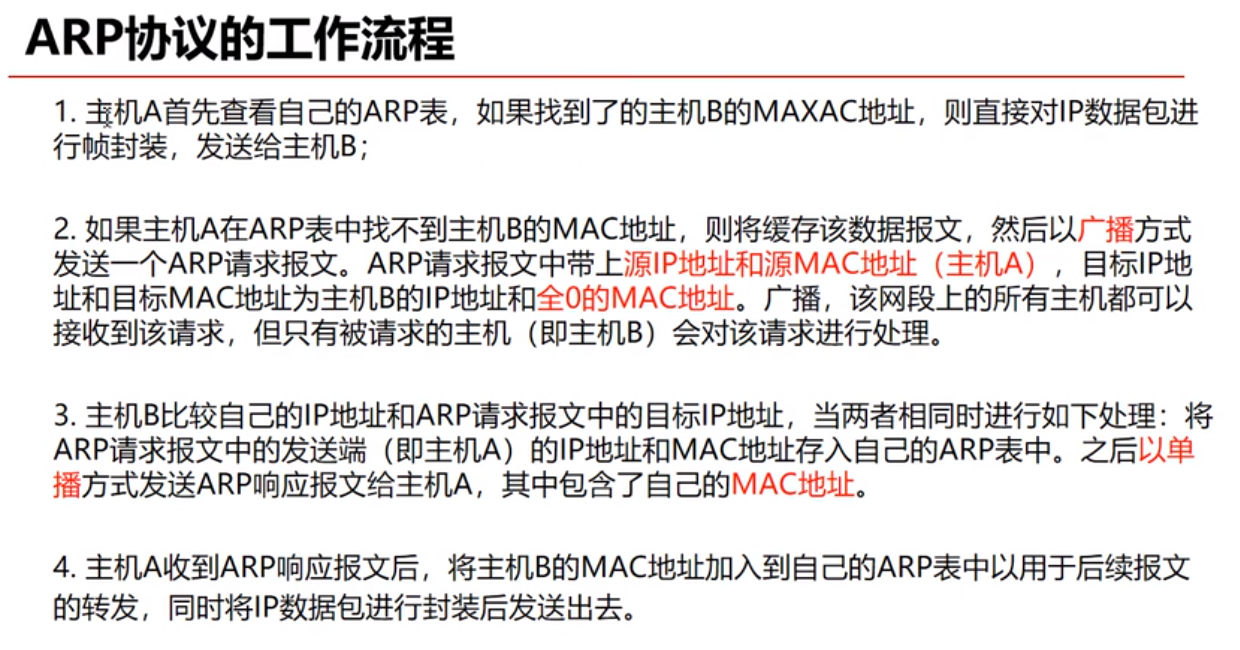 ARP协议的工作流程
1. 主机A首先查看自己的ARP表，如果找到了的主机B的MAXAC地址，则直接对IP数据包进
行帧封装，发送给主机B；
2. 如果主机A在ARP表中找不到主机B的MAC地址，则将缓存该数据报文，然后以广播方式
发送一个ARP请求报文。ARP请求报文中带上源IP地址和源MAC地址（主机A），目标IP地
址和目标MAC地址为主机B的IP地址和全0的MAC地址。广播，该网段上的所有主机都可以
接收到该请求，但只有被请求的主机（即主机B）会对该请求进行处理。
3. 主机B比较自己的IP地址和ARP请求报文中的目标IP地址，当两者相同时进行如下处理：将
ARP请求报文中的发送端（即主机A）的IP地址和MAC地址存入自己的ARP表中。之后以单
播方式发送ARP响应报文给主机A，其中包含了自己的MAC地址。
4. 主机A收到ARP响应报文后，将主机B的MAC地址加入到自己的ARP表中以用于后续报文
的转发，同时将IP数据包进行封装后发送出去。